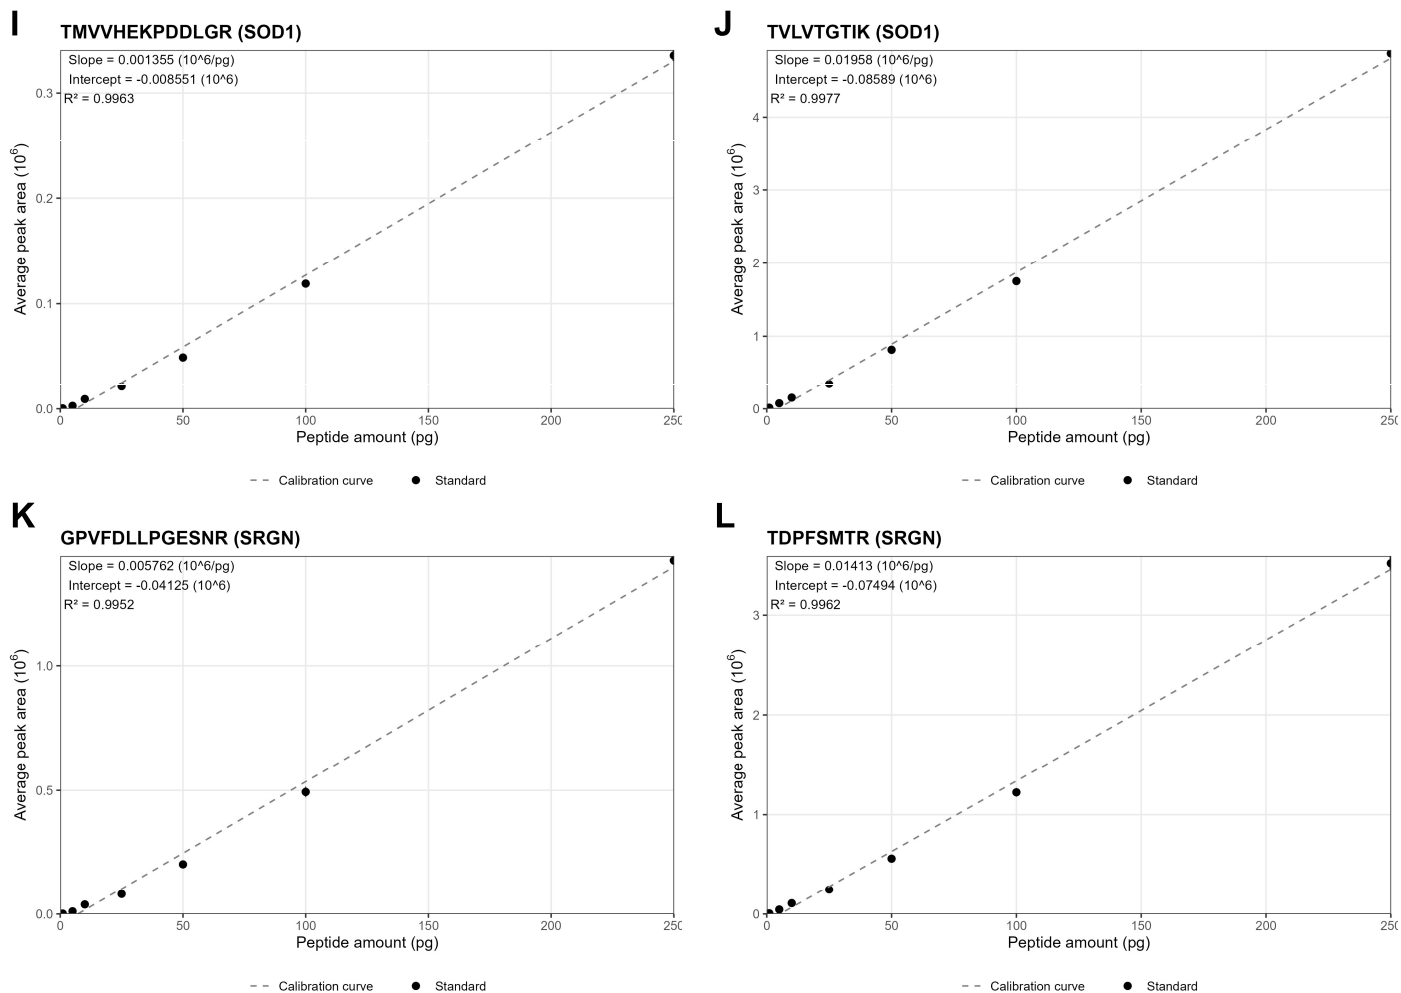 I
TMVVHEKPDDLGR (SOD1)
Slope = 0.001355 (10^6/pg)
Intercept = -0.008551 (10^6)
R² = 0.9963
Average peak area (10⁶)
0.3
0.2
0.1
0.0
0 50 100 150 200 250
Peptide amount (pg)
Calibration curve Standard
J
TVLVTGTIK (SOD1)
Slope = 0.01958 (10^6/pg)
Intercept = -0.08589 (10^6)
R² = 0.9977
Average peak area (10⁶)
4
3
2
1
0
0 50 100 150 200 250
Peptide amount (pg)
Calibration curve Standard
K
GPVFDLLPGESNR (SRGN)
Slope = 0.005762 (10^6/pg)
Intercept = -0.04125 (10^6)
R² = 0.9952
Average peak area (10⁶)
1.0
0.5
0.0
0 50 100 150 200 250
Peptide amount (pg)
Calibration curve Standard
L
TDPFSMTR (SRGN)
Slope = 0.01413 (10^6/pg)
Intercept = -0.07494 (10^6)
R² = 0.9962
Average peak area (10⁶)
3
2
1
0
0 50 100 150 200 250
Peptide amount (pg)
Calibration curve Standard